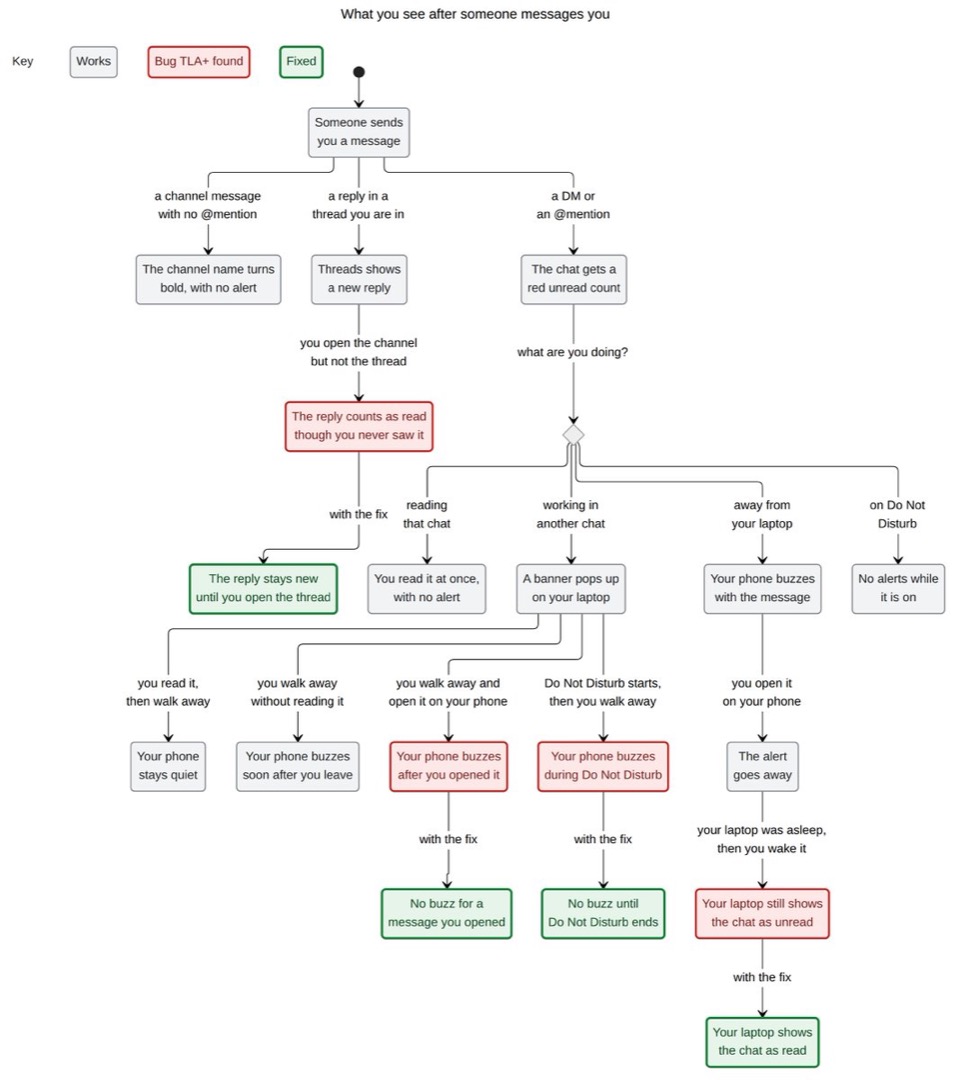 What you see after someone messages you
Key
Works
Bug TLA+ found
Fixed
Someone sends
you a message
a channel message
with no @mention
a reply in a
thread you are in
a DM or
an @mention
The channel name turns
bold, with no alert
Threads shows
a new reply
The chat gets a
red unread count
you open the channel
but not the thread
what are you doing?
The reply counts as read
though you never saw it
with the fix
reading
that chat
working in
another chat
away from
your laptop
on Do Not
Disturb
The reply stays new
until you open the thread
You read it at once,
with no alert
A banner pops up
on your laptop
Your phone buzzes
with the message
No alerts while
it is on
you read it,
then walk away
you walk away
without reading it
you walk away and
open it on your phone
Do Not Disturb starts,
then you walk away
you open it
on your phone
Your phone
stays quiet
Your phone buzzes
soon after you leave
Your phone buzzes
after you opened it
Your phone buzzes
during Do Not Disturb
The alert
goes away
with the fix
with the fix
your laptop was asleep,
then you wake it
No buzz for a
message you opened
No buzz until
Do Not Disturb ends
Your laptop still shows
the chat as unread
with the fix
Your laptop shows
the chat as read